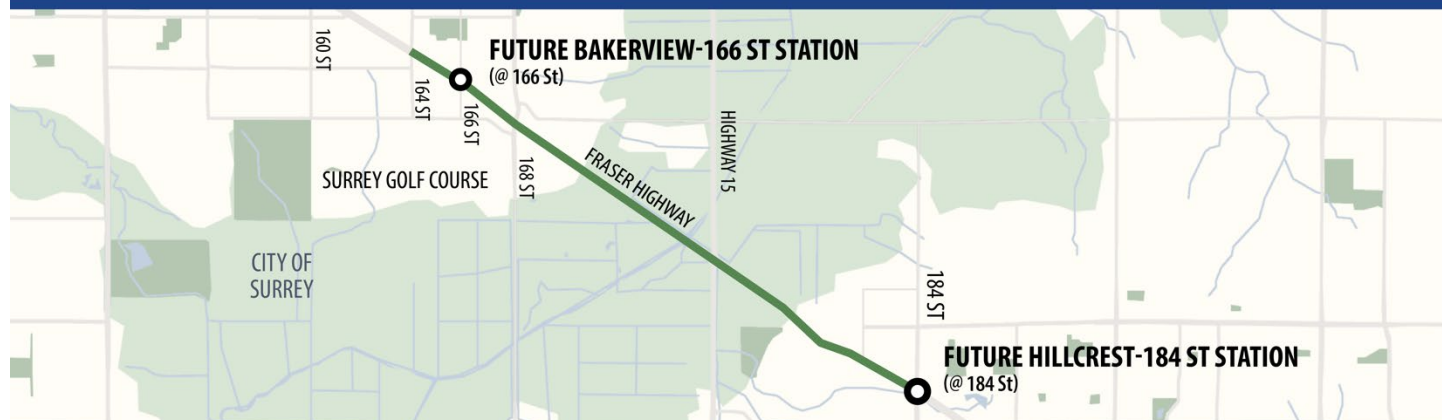 160 ST
FUTURE BAKERVIEW-166 ST STATION
(@ 166 St)
164 ST
166 ST
HIGHWAY 15
FRASER HIGHWAY
168 ST
SURREY GOLF COURSE
CITY OF
SURREY
184 ST
FUTURE HILLCREST-184 ST STATION
(@ 184 St)